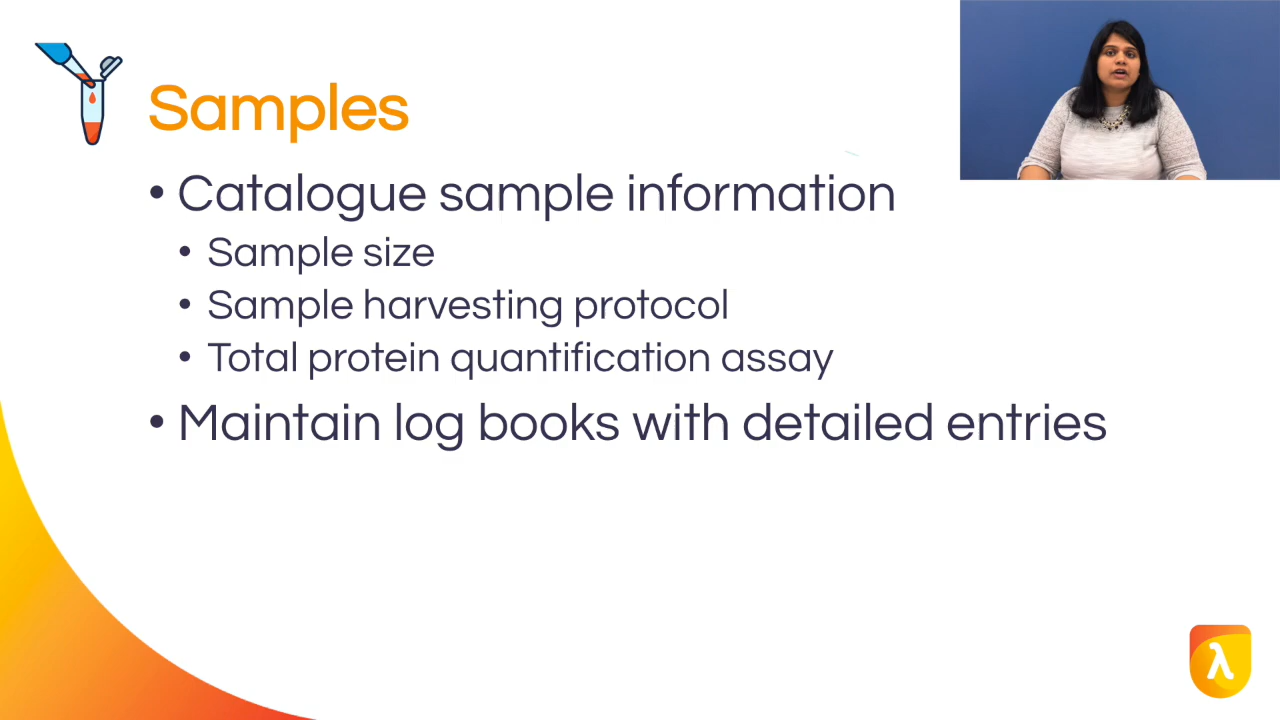 Samples
• Catalogue sample information
• Sample size
• Sample harvesting protocol
• Total protein quantification assay
• Maintain log books with detailed entries
λ